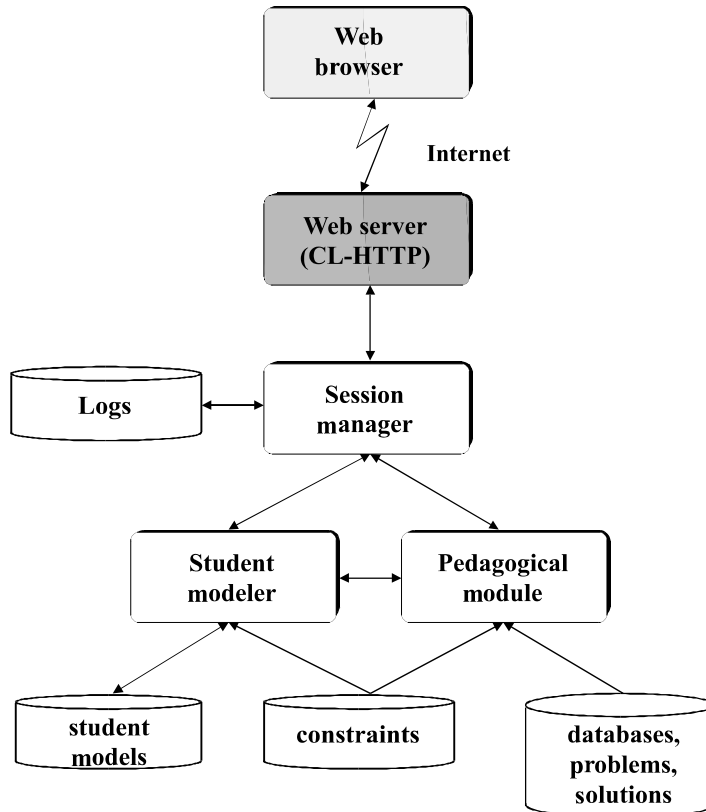 Web
browser
Internet
Web server
(CL-HTTP)
Logs
Session
manager
Student
modeler
Pedagogical
module
student
models
constraints
databases,
problems,
solutions